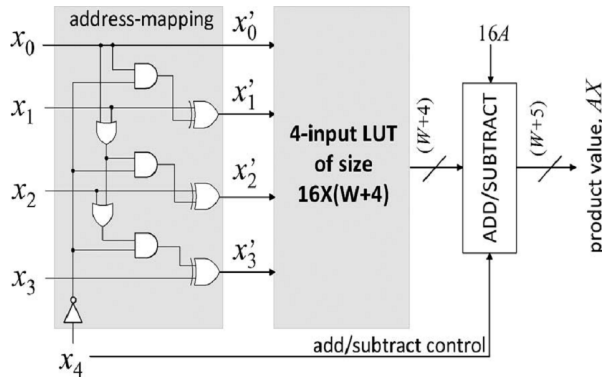 address-mapping
x₀
x₁
x₂
x₃
x₄
x′₀
x′₁
x′₂
x′₃
4-input LUT
of size
16X(W+4)
(W+4)
16A
ADD/SUBTRACT
(W+5)
product value, AX
add/subtract control